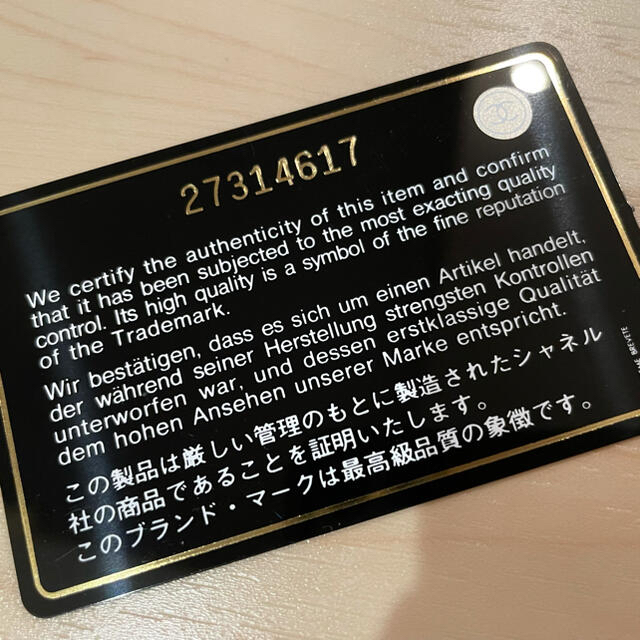 27314617
We certify the authenticity of this item and confirm
that it has been subjected to the most exacting quality
control. Its high quality is a symbol of the fine reputation
of the Trademark.
Wir bestätigen, dass es sich um einen Artikel handelt,
der während seiner Herstellung strengsten Kontrollen
unterworfen war, und dessen erstklassige Qualität
dem hohen Ansehen unserer Marke entspricht.
この製品は厳しい管理のもとに製造されたシャネル
社の商品であることを証明いたします。
このブランド・マークは最高級品質の象徴です。
BREVETE